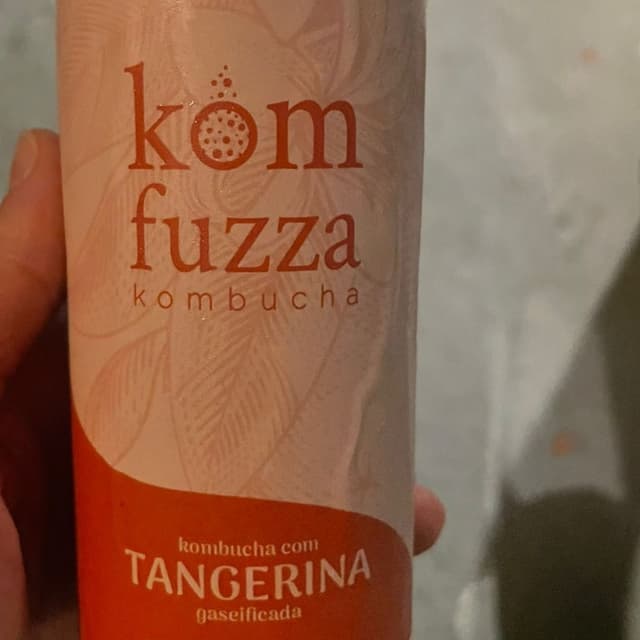 kom
fuzza
kombucha
kombucha com
TANGERINA
gaseificada